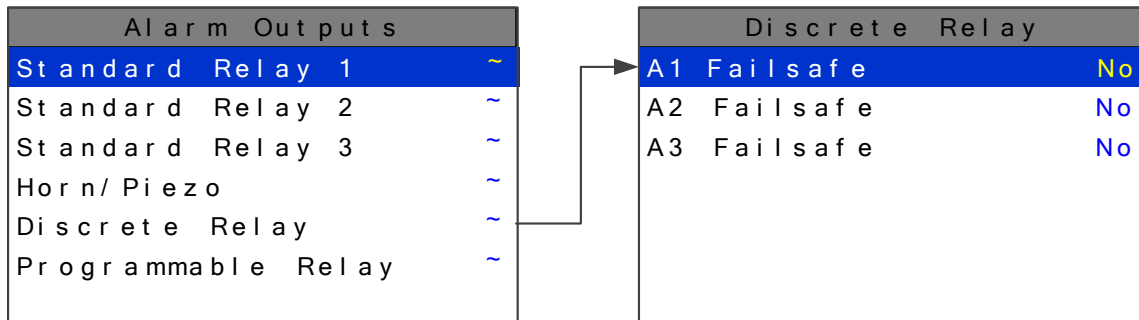 Alarm Outputs
Standard Relay 1 ~
Standard Relay 2 ~
Standard Relay 3 ~
Horn/Piezo ~
Discrete Relay ~
Programmable Relay ~
Discrete Relay
A1 Failsafe No
A2 Failsafe No
A3 Failsafe No